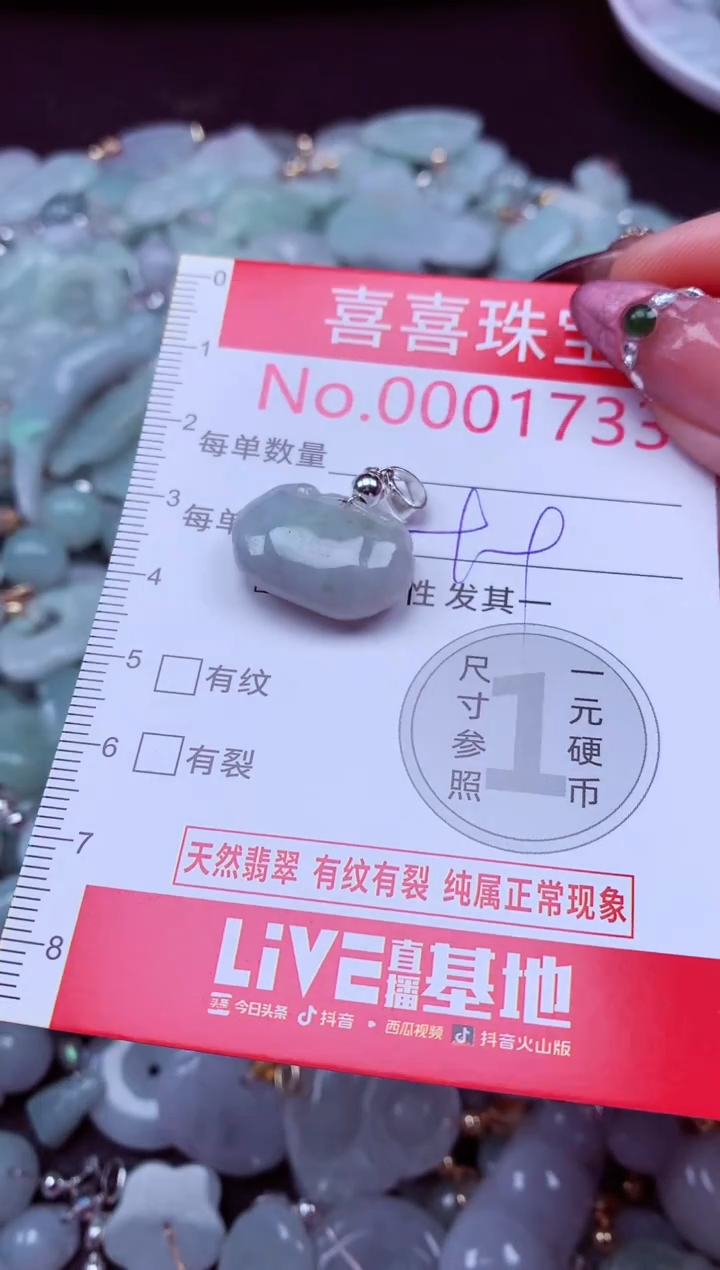 喜喜珠宝
No.0001733
每单数量
每单
性发其一
有纹
有裂
尺寸参照
1
一元硬币
天然翡翠 有纹有裂 纯属正常现象
LiVE直播基地
头条 今日头条 抖音 西瓜视频 抖音火山版
0
1
2
3
4
5
6
7
8